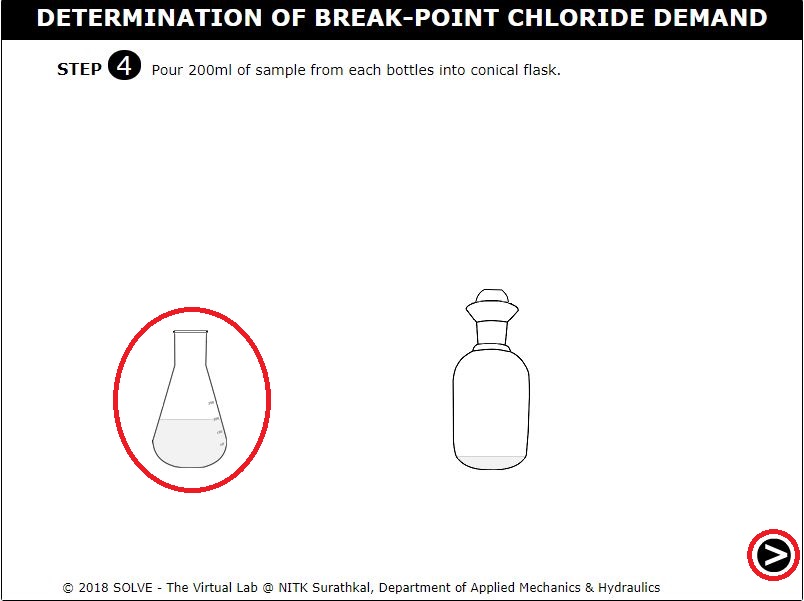 DETERMINATION OF BREAK-POINT CHLORIDE DEMAND
STEP 4 Pour 200ml of sample from each bottles into conical flask.
>
© 2018 SOLVE - The Virtual Lab @ NITK Surathkal, Department of Applied Mechanics & Hydraulics